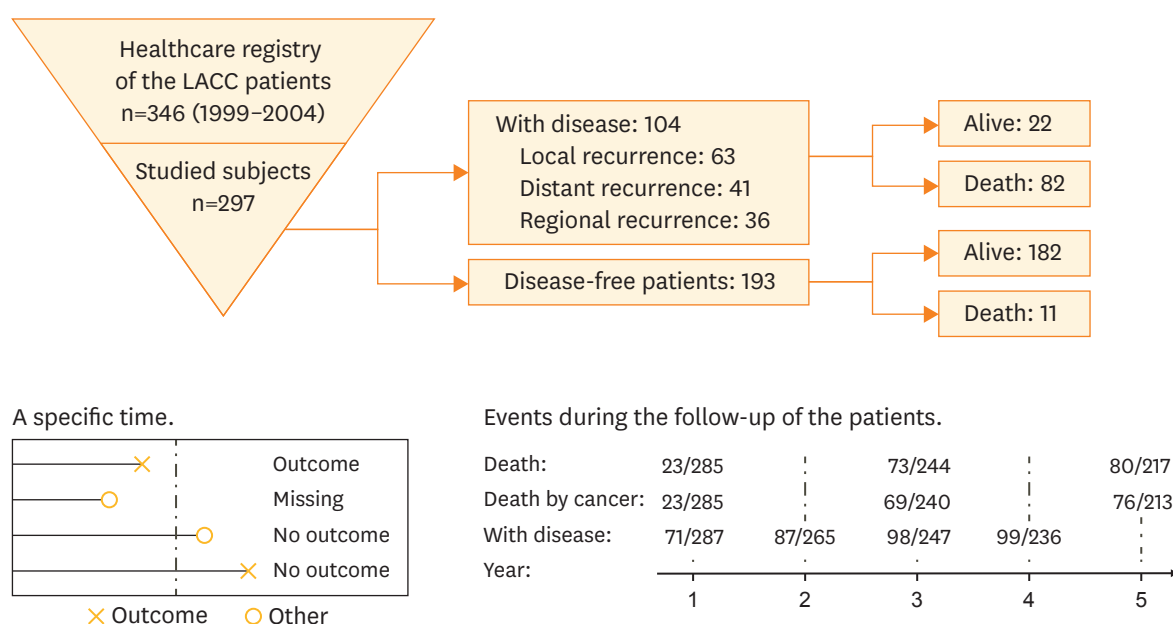 Healthcare registry
of the LACC patients
n=346 (1999–2004)
Studied subjects
n=297
With disease: 104
Local recurrence: 63
Distant recurrence: 41
Regional recurrence: 36
Disease-free patients: 193
Alive: 22
Death: 82
Alive: 182
Death: 11
A specific time.
Outcome
Missing
No outcome
No outcome
Outcome Other
Events during the follow-up of the patients.
Death: 23/285 73/244 80/217
Death by cancer: 23/285 69/240 76/213
With disease: 71/287 87/265 98/247 99/236
Year:
1 2 3 4 5